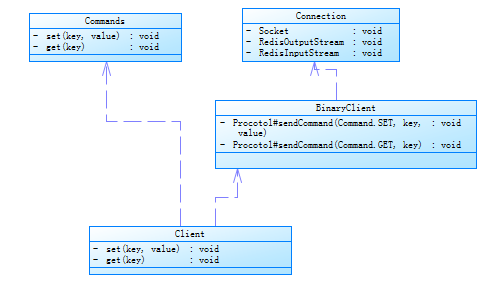 Commands
- set(key, value) : void
- get(key) : void
Connection
- Socket : void
- RedisOutputStream : void
- RedisInputStream : void
BinaryClient
- Procotol#sendCommand(Command.SET, key, : void
value)
- Procotol#sendCommand(Command.GET, key) : void
Client
- set(key, value) : void
- get(key) : void